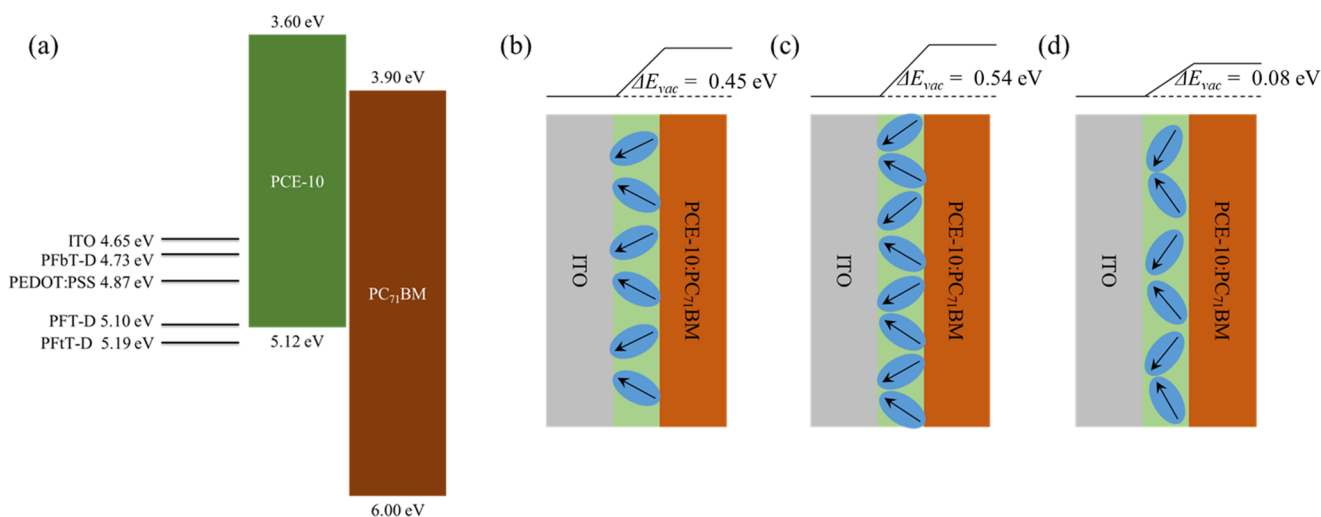 (a)
3.60 eV
3.90 eV
PCE-10
PC₇₁BM
ITO 4.65 eV
PFbT-D 4.73 eV
PEDOT:PSS 4.87 eV
PFT-D 5.10 eV
PFtT-D 5.19 eV
5.12 eV
6.00 eV
(b)
ΔEvac = 0.45 eV
ITO
PCE-10:PC₇₁BM
(c)
ΔEvac = 0.54 eV
ITO
PCE-10:PC₇₁BM
(d)
ΔEvac = 0.08 eV
ITO
PCE-10:PC₇₁BM